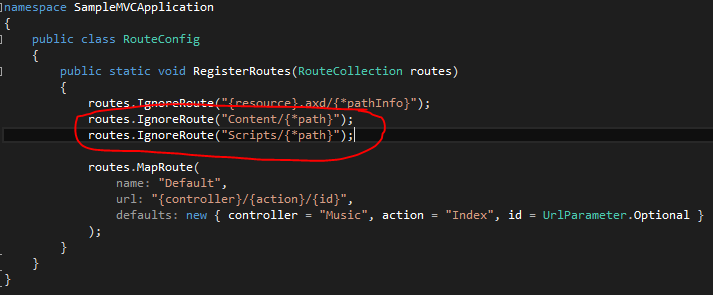 namespace SampleMVCApplication
{
public class RouteConfig
{
public static void RegisterRoutes(RouteCollection routes)
{
routes.IgnoreRoute("{resource}.axd/{*pathInfo}");
routes.IgnoreRoute("Content/{*path}");
routes.IgnoreRoute("Scripts/{*path}");
routes.MapRoute(
name: "Default",
url: "{controller}/{action}/{id}",
defaults: new { controller = "Music", action = "Index", id = UrlParameter.Optional }
);
}
}
}